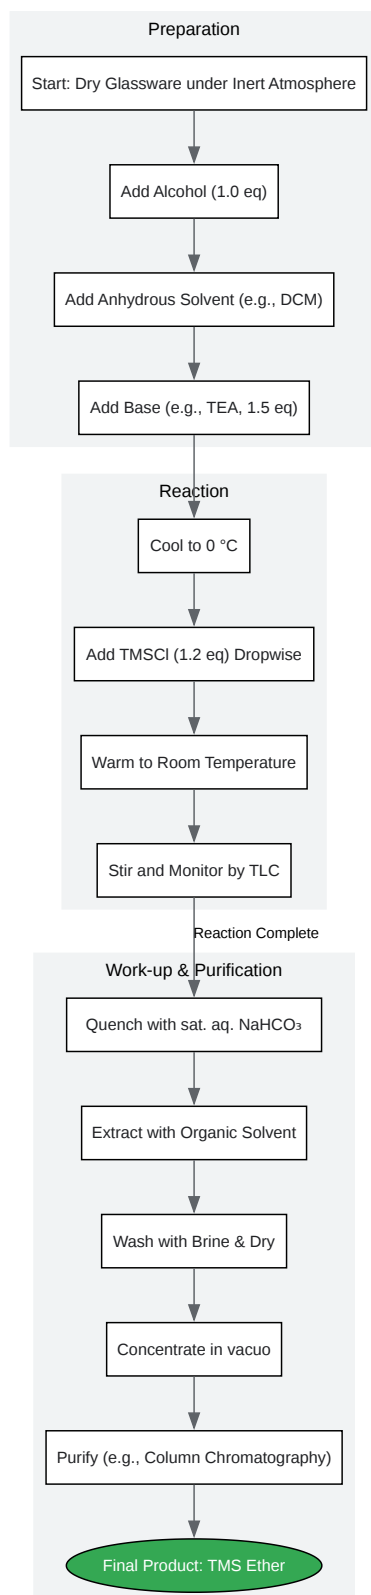 Preparation
Start: Dry Glassware under Inert Atmosphere
Add Alcohol (1.0 eq)
Add Anhydrous Solvent (e.g., DCM)
Add Base (e.g., TEA, 1.5 eq)
Reaction
Cool to 0 °C
Add TMSCl (1.2 eq) Dropwise
Warm to Room Temperature
Stir and Monitor by TLC
Reaction Complete
Work-up & Purification
Quench with sat. aq. NaHCO₃
Extract with Organic Solvent
Wash with Brine & Dry
Concentrate in vacuo
Purify (e.g., Column Chromatography)
Final Product: TMS Ether